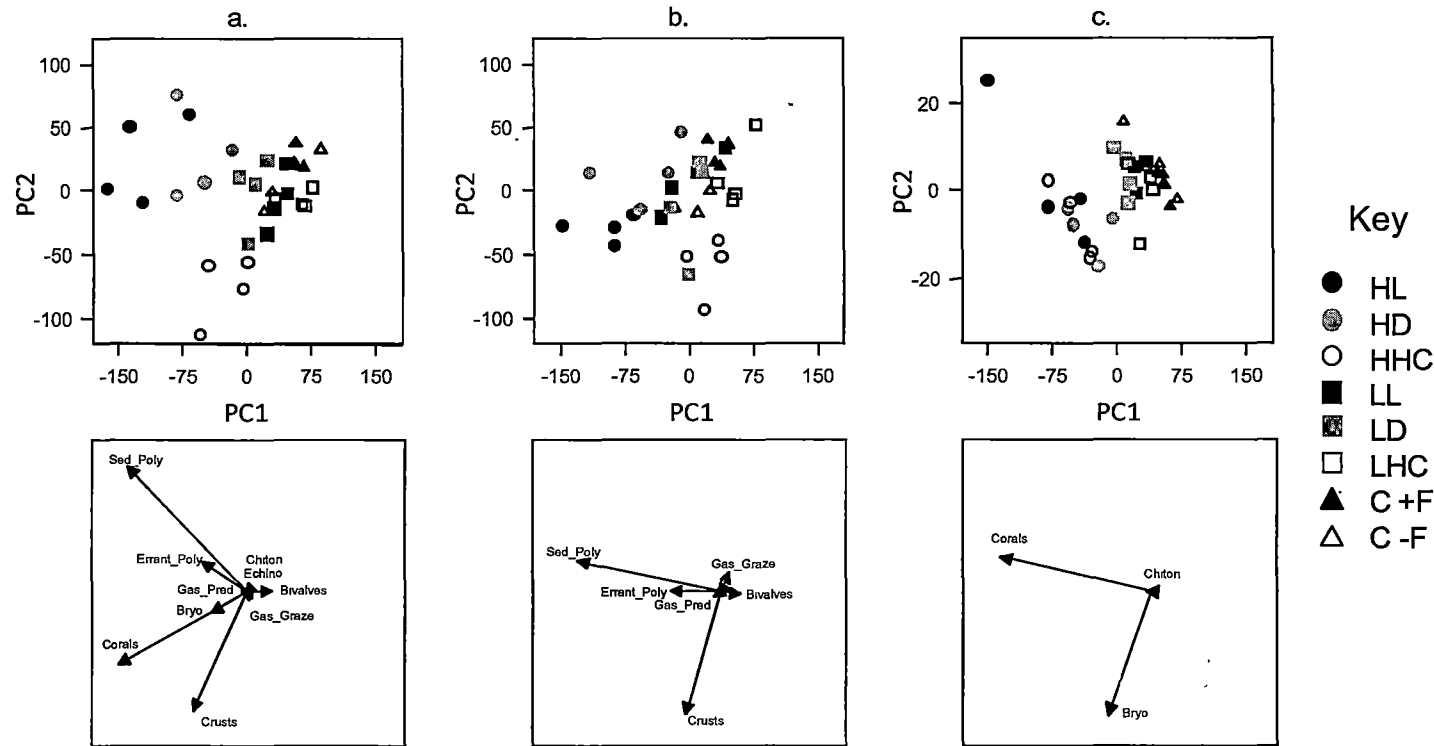 a.
b.
c.
PC2
100
50
0
-50
-100
-150 -75 0 75 150
PC1
100
50
0
-50
-100
-150 -75 0 75 150
PC1
PC2
20
0
-20
-150 -75 0 75 150
PC1
Key
HL
HD
HHC
LL
LD
LHC
C +F
C -F
Sed_Poly
Errant_Poly
Chiton
Echino
Gas_Pred
Bivalves
Bryo
Gas_Graze
Corals
Crusts
Sed_Poly
Gas_Graze
Errant_Poly
Bivalves
Gas_Pred
Crusts
Corals
Chiton
Bryo